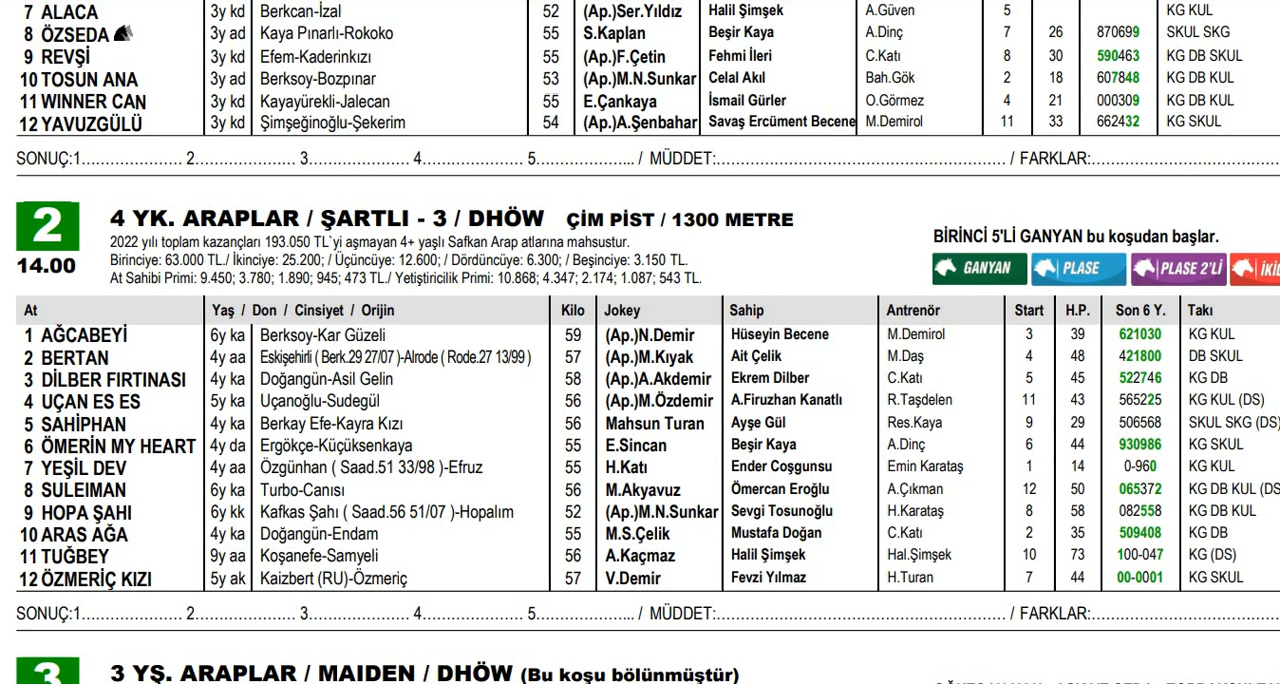 7 ALACA 3y kd Berkcan-İzal 52 (Ap.)Ser.Yıldız Halil Şimşek A.Güven 5 KG KUL
8 ÖZSEDA 3y ad Kaya Pınarlı-Rokoko 55 S.Kaplan Beşir Kaya A.Dinç 7 26 870699 SKUL SKG
9 REVŞİ 3y kd Efem-Kaderinkızı 55 (Ap.)F.Çetin Fehmi İleri C.Katı 8 30 590463 KG DB SKUL
10 TOSUN ANA 3y ad Berksoy-Bozpınar 53 (Ap.)M.N.Sunkar Celal Akıl Bah.Gök 2 18 607848 KG DB KUL
11 WINNER CAN 3y kd Kayayürekli-Jalecan 55 E.Çankaya İsmail Gürler O.Görmez 4 21 000309 KG DB KUL
12 YAVUZGÜLÜ 3y kd Şimşeğinoğlu-Şekerim 54 (Ap.)A.Şenbahar Savaş Ercüment Becene M.Demirol 11 33 662432 KG SKUL
SONUÇ:1....................... 2....................... 3....................... 4....................... 5...................... / MÜDDET:.................................................................. / FARKLAR:...........................................
2 4 YK. ARAPLAR / ŞARTLI - 3 / DHÖW ÇİM PİST / 1300 METRE
14.00
2022 yılı toplam kazançları 193.050 TL`yi aşmayan 4+ yaşlı Safkan Arap atlarına mahsustur.
Birinciye: 63.000 TL./ İkinciye: 25.200; / Üçüncüye: 12.600; / Dördüncüye: 6.300; / Beşinciye: 3.150 TL.
At Sahibi Primi: 9.450; 3.780; 1.890; 945; 473 TL./ Yetiştiricilik Primi: 10.868; 4.347; 2.174; 1.087; 543 TL.
BİRİNCİ 5'Lİ GANYAN bu koşudan başlar.
GANYAN PLASE PLASE 2'Lİ
At Yaş / Don / Cinsiyet / Orijin Kilo Jokey Sahip Antrenör Start H.P. Son 6 Y. Takı
1 AĞCABEYİ 6y ka Berksoy-Kar Güzeli 59 (Ap.)N.Demir Hüseyin Becene M.Demirol 3 39 621030 KG KUL
2 BERTAN 4y aa Eskişehirli ( Berk.29 27/07 )-Alrode ( Rode.27 13/99 ) 57 (Ap.)M.Kıyak Ait Çelik M.Daş 4 48 421800 DB SKUL
3 DİLBER FIRTINASI 4y ka Doğangün-Asil Gelin 58 (Ap.)A.Akdemir Ekrem Dilber C.Katı 5 45 522746 KG DB
4 UÇAN ES ES 5y ka Uçanoğlu-Sudegül 56 (Ap.)M.Özdemir A.Firuzhan Kanatlı R.Taşdelen 11 43 565225 KG KUL (DS)
5 SAHİPHAN 4y ka Berkay Efe-Kayra Kızı 56 Mahsun Turan Ayşe Gül Res.Kaya 9 29 506568 SKUL SKG (DS)
6 ÖMERİN MY HEART 4y da Ergökçe-Küçüksenkaya 55 E.Sincan Beşir Kaya A.Dinç 6 44 930986 KG SKUL
7 YEŞİL DEV 4y aa Özgünhan ( Saad.51 33/98 )-Efruz 55 H.Katı Ender Coşgunsu Emin Karataş 1 14 0-960 KG KUL
8 SULEIMAN 6y ka Turbo-Canısı 56 M.Akyavuz Ömercan Eroğlu A.Çıkman 12 50 065372 KG DB KUL (DS
9 HOPA ŞAHI 6y kk Kafkas Şahı ( Saad.56 51/07 )-Hopalım 52 (Ap.)M.N.Sunkar Sevgi Tosunoğlu H.Karataş 8 58 082558 KG DB KUL
10 ARAS AĞA 4y ka Doğangün-Endam 55 M.S.Çelik Mustafa Doğan C.Katı 2 35 509408 KG DB
11 TUĞBEY 9y aa Koşanefe-Samyeli 56 A.Kaçmaz Halil Şimşek Hal.Şimşek 10 73 100-047 KG (DS)
12 ÖZMERİÇ KIZI 5y ak Kaizbert (RU)-Özmeriç 57 V.Demir Fevzi Yılmaz H.Turan 7 44 00-0001 KG SKUL
SONUÇ:1....................... 2....................... 3....................... 4....................... 5...................... / MÜDDET:.................................................................. / FARKLAR:...........................................
3 3 YŞ. ARAPLAR / MAIDEN / DHÖW (Bu koşu bölünmüştür)